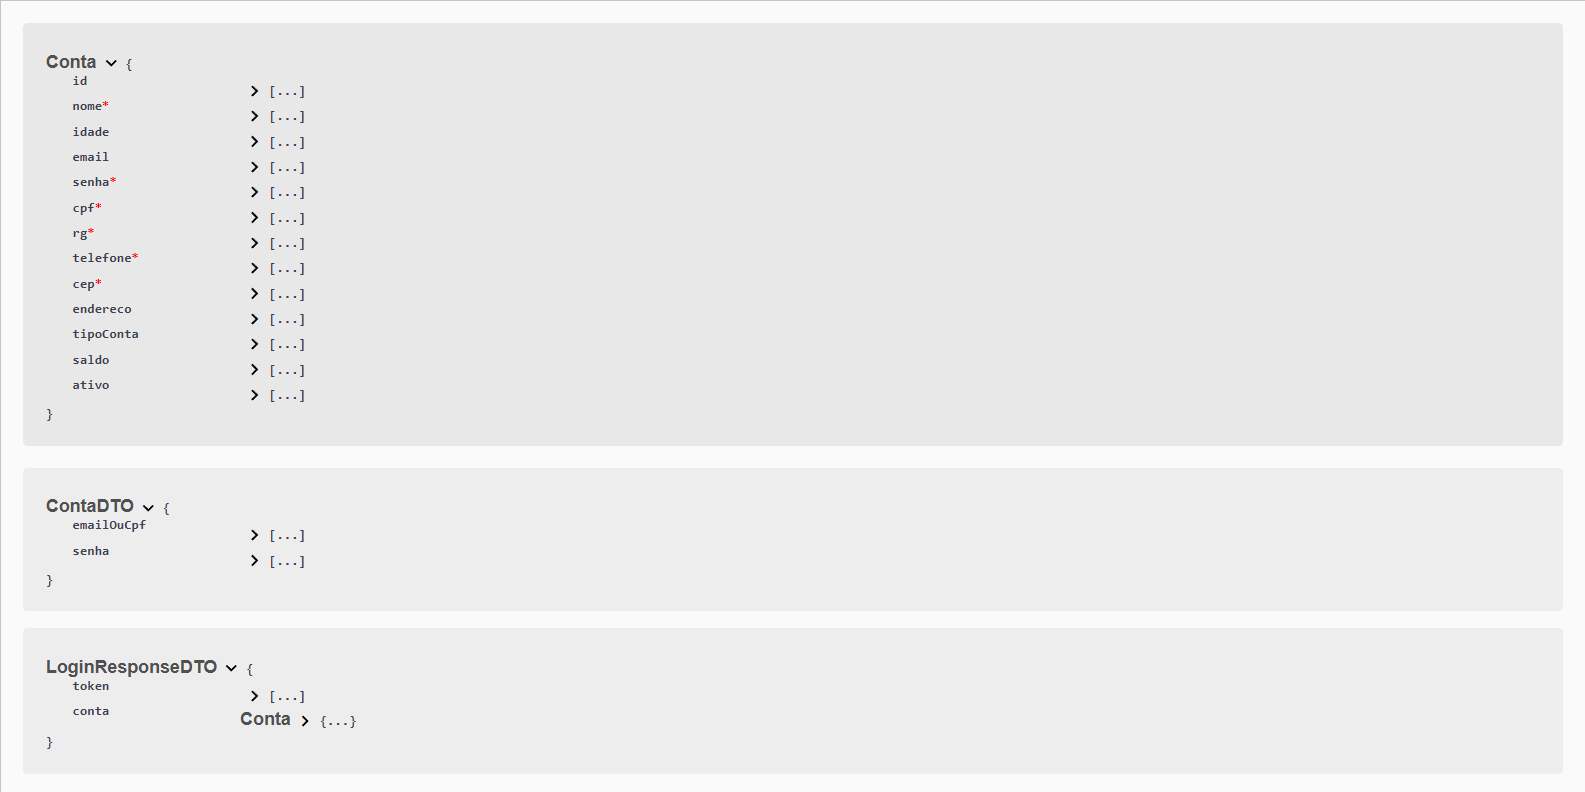 Conta {
id [...]
nome* [...]
idade [...]
email [...]
senha* [...]
cpf* [...]
rg* [...]
telefone* [...]
cep* [...]
endereco [...]
tipoConta [...]
saldo [...]
ativo [...]
}
ContaDTO {
emailOuCpf [...]
senha [...]
}
LoginResponseDTO {
token [...]
conta Conta {...}
}